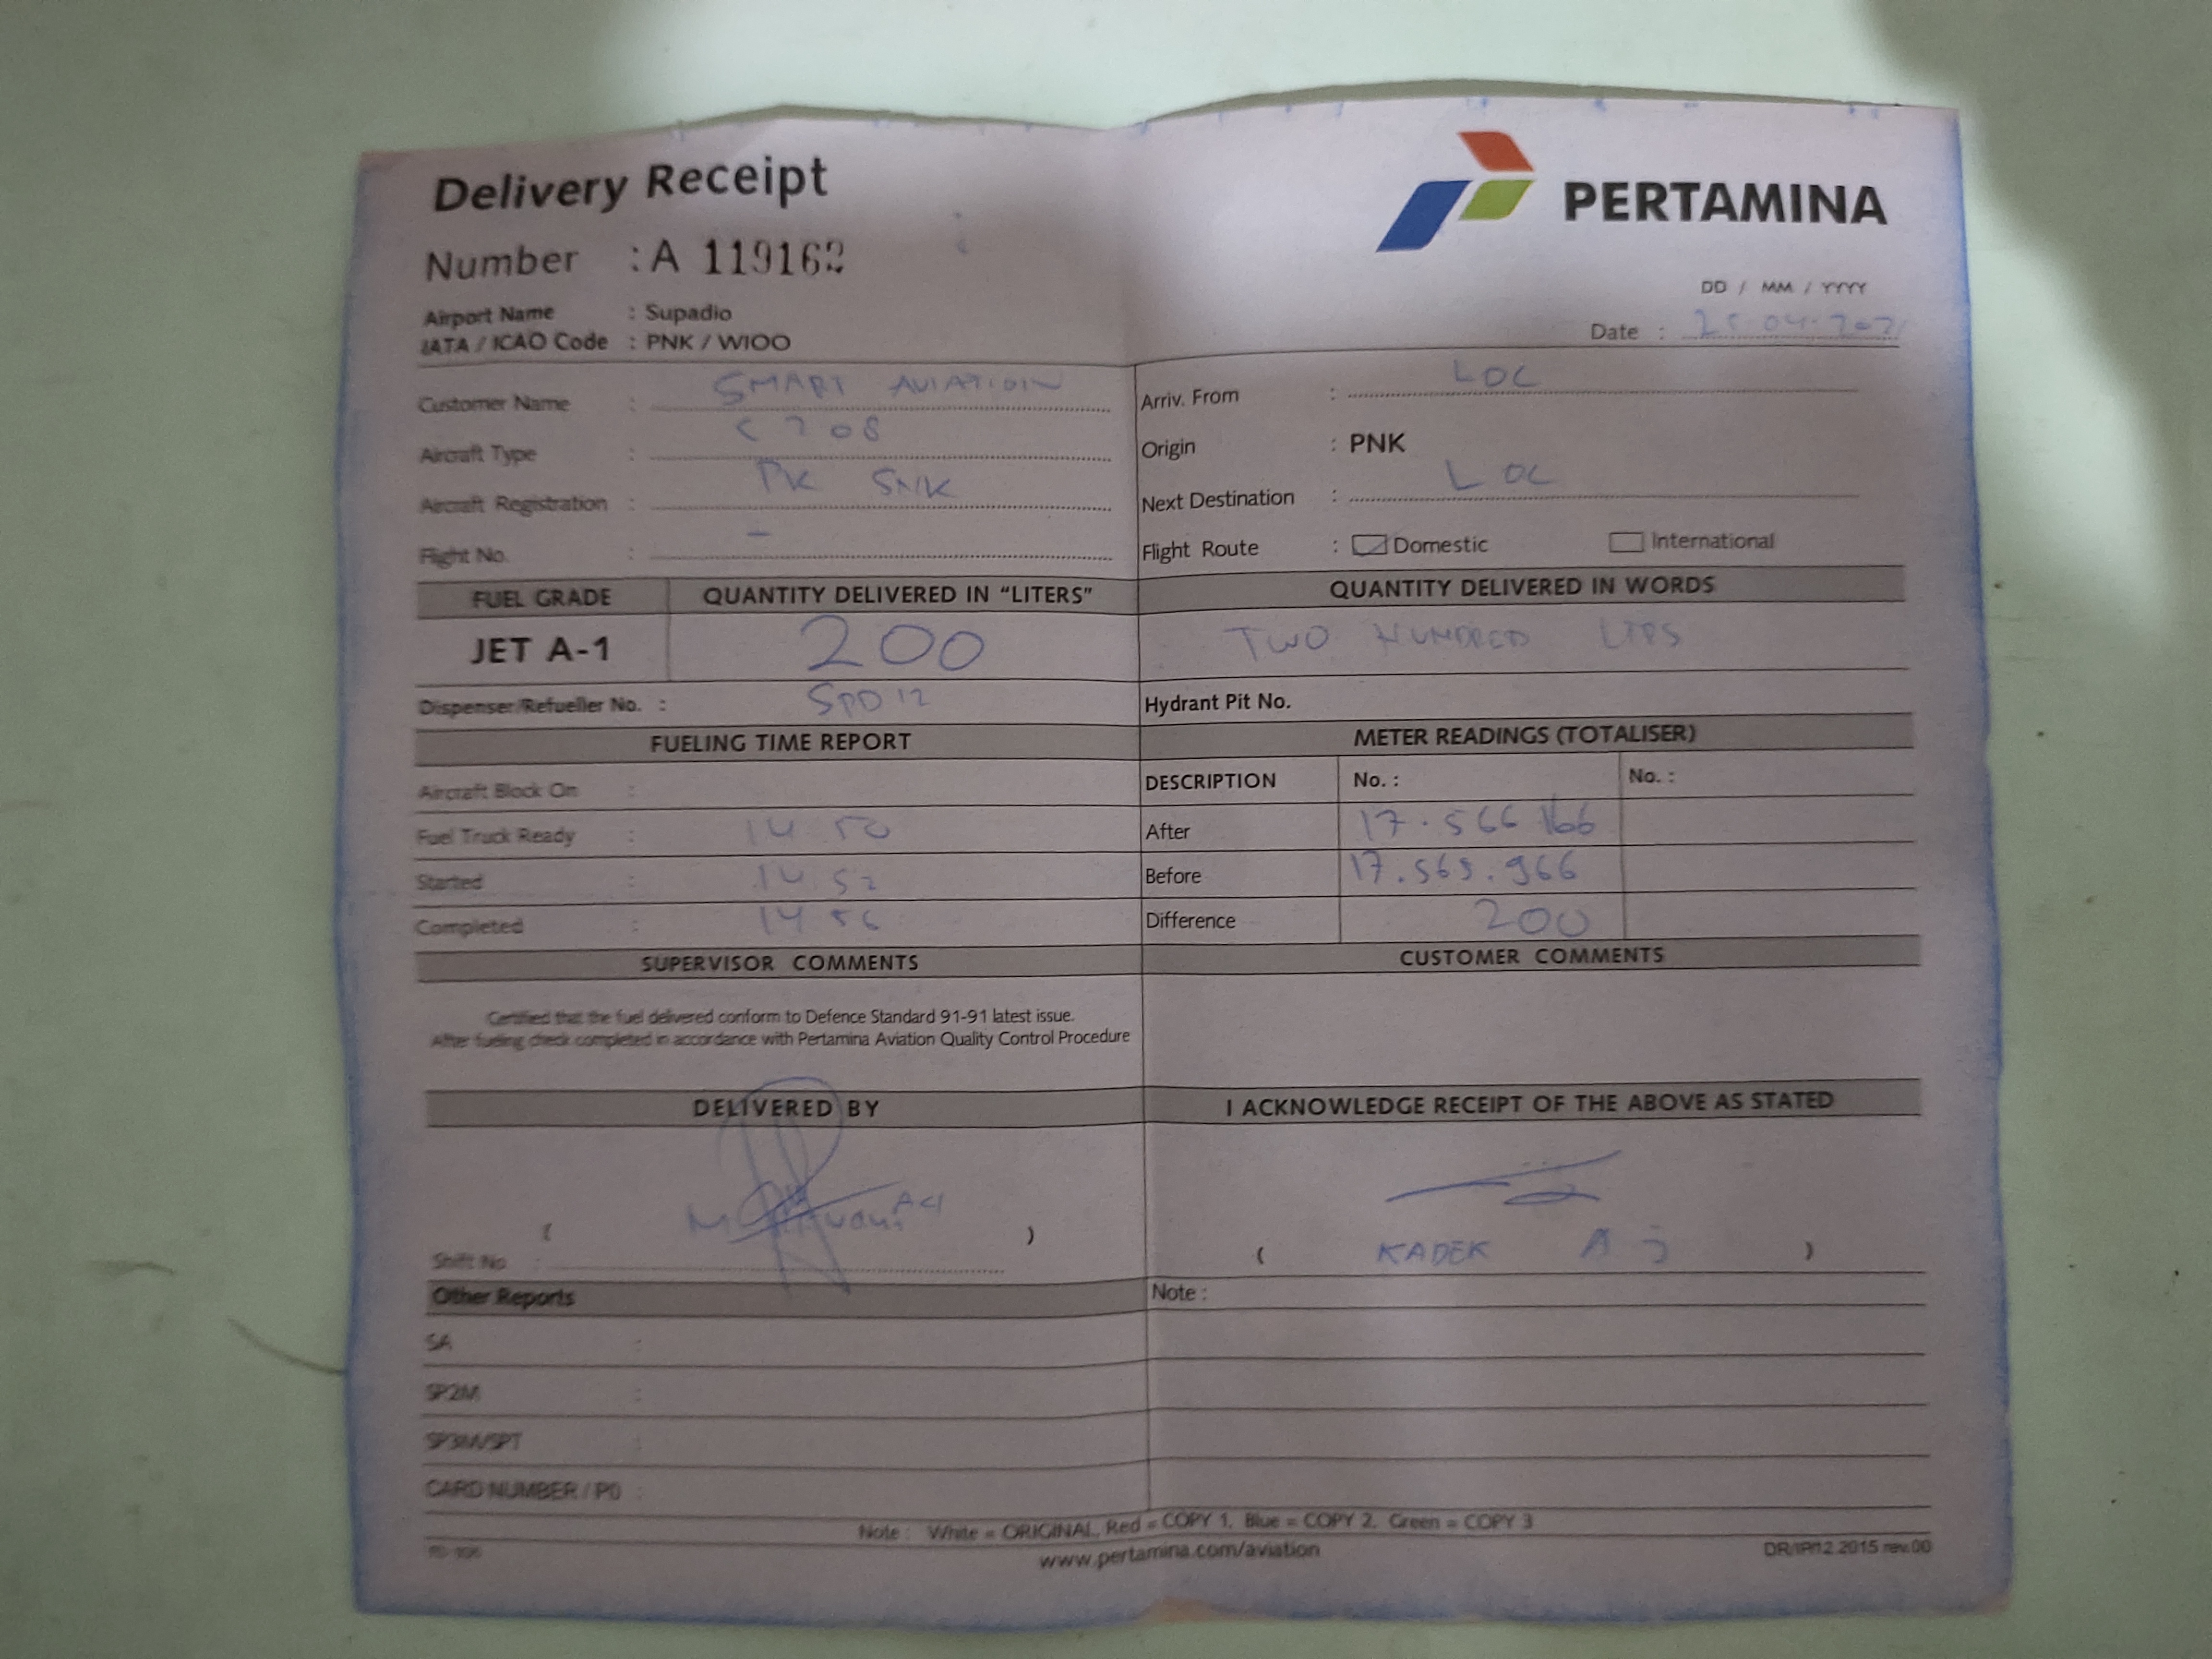 Delivery Receipt
PERTAMINA
Number : A 119162
DD / MM / YYYY
Airport Name : Supadio
Date :
IATA / ICAO Code : PNK / WIOO
Customer Name : SMART AVIATION
Arriv. From : LOC
Aircraft Type : C 208
Origin : PNK
Aircraft Registration : PK SNK
Next Destination : LOC
Flight No. : -
Flight Route : Domestic International
FUEL GRADE QUANTITY DELIVERED IN "LITERS" QUANTITY DELIVERED IN WORDS
JET A-1 200 TWO HUNDRED LTRS
Dispenser/Refueller No. : SPD 12 Hydrant Pit No.
FUELING TIME REPORT METER READINGS (TOTALISER)
Aircraft Block On : DESCRIPTION No. : No. :
Fuel Truck Ready : 14 50 After 17.566 166
Started : 14 52 Before 17.565.966
Completed : 14 56 Difference 200
SUPERVISOR COMMENTS CUSTOMER COMMENTS
Certified that the fuel delivered conform to Defence Standard 91-91 latest issue.
After fueling check completed in accordance with Pertamina Aviation Quality Control Procedure
DELIVERED BY I ACKNOWLEDGE RECEIPT OF THE ABOVE AS STATED
( )
( KADEK A J )
Shift No
Other Reports Note :
SA :
SP2M :
SP3M/SPT :
CARD NUMBER / PO :
Note : White = ORIGINAL, Red = COPY 1, Blue = COPY 2, Green = COPY 3
www.pertamina.com/aviation
DR/IP/12.2015 rev.00